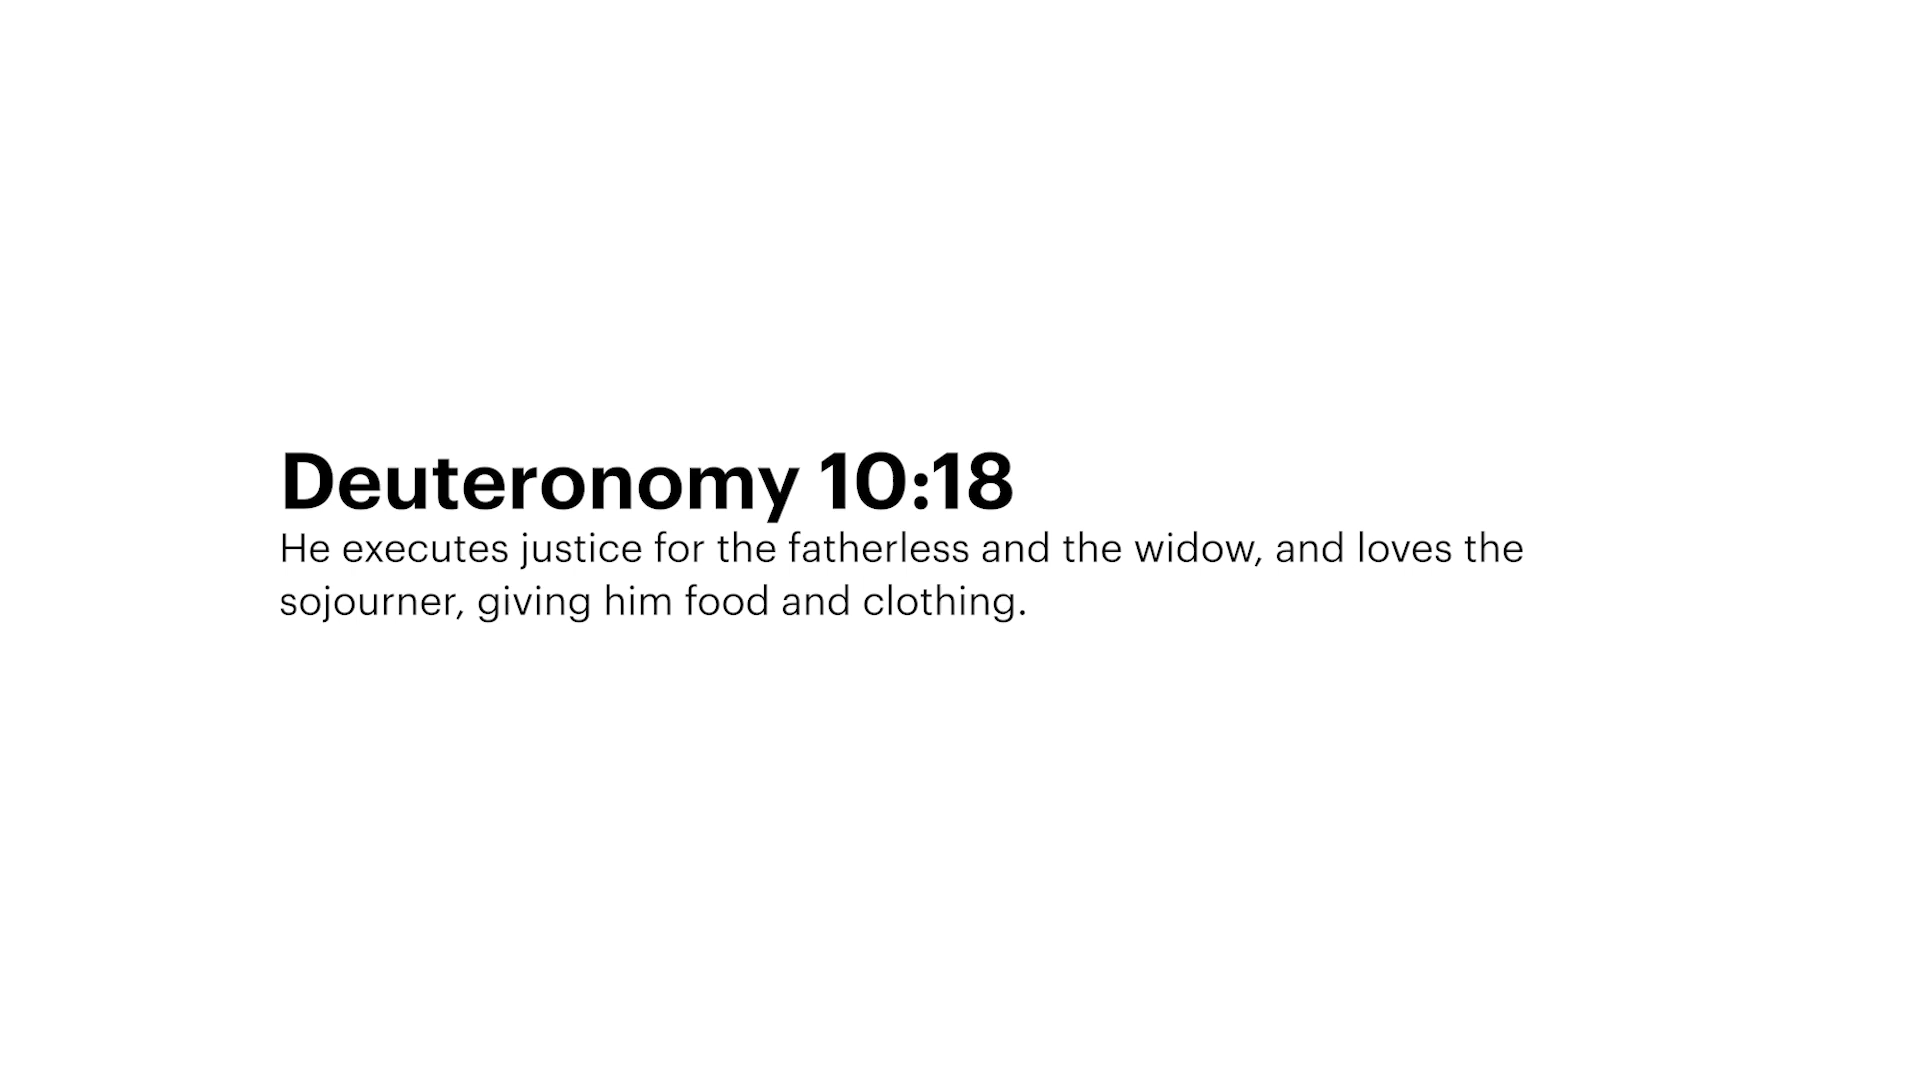 Deuteronomy 10:18
He executes justice for the fatherless and the widow, and loves the
sojourner, giving him food and clothing.